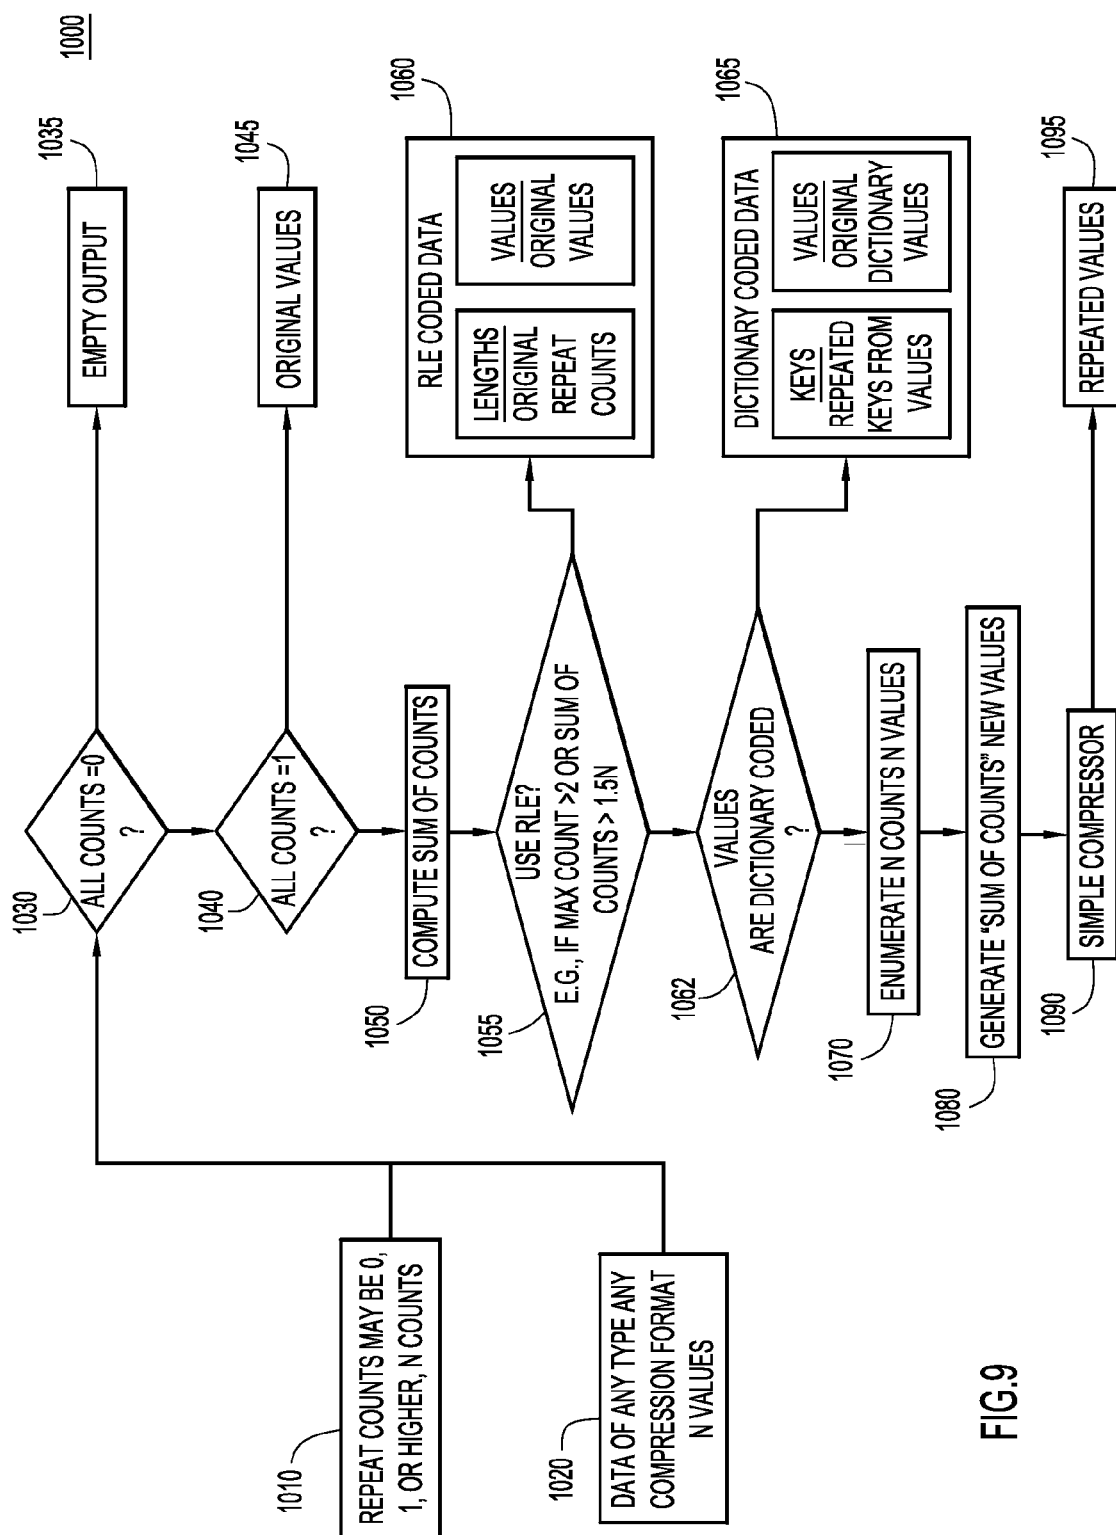 1000
1010
REPEAT COUNTS MAY BE 0,
1, OR HIGHER, N COUNTS
1020
DATA OF ANY TYPE ANY
COMPRESSION FORMAT
N VALUES
1030
ALL COUNTS =0
?
1035
EMPTY OUTPUT
1040
ALL COUNTS =1
?
1045
ORIGINAL VALUES
1050
COMPUTE SUM OF COUNTS
1055
USE RLE?
E.G., IF MAX COUNT >2 OR SUM OF
COUNTS > 1.5N
1060
RLE CODED DATA
LENGTHS
ORIGINAL
REPEAT
COUNTS
VALUES
ORIGINAL
VALUES
1062
VALUES
ARE DICTIONARY CODED
?
1065
DICTIONARY CODED DATA
KEYS
REPEATED
KEYS FROM
VALUES
VALUES
ORIGINAL
DICTIONARY
VALUES
1070
ENUMERATE N COUNTS N VALUES
1080
GENERATE “SUM OF COUNTS” NEW VALUES
1090
SIMPLE COMPRESSOR
1095
REPEATED VALUES
FIG.9